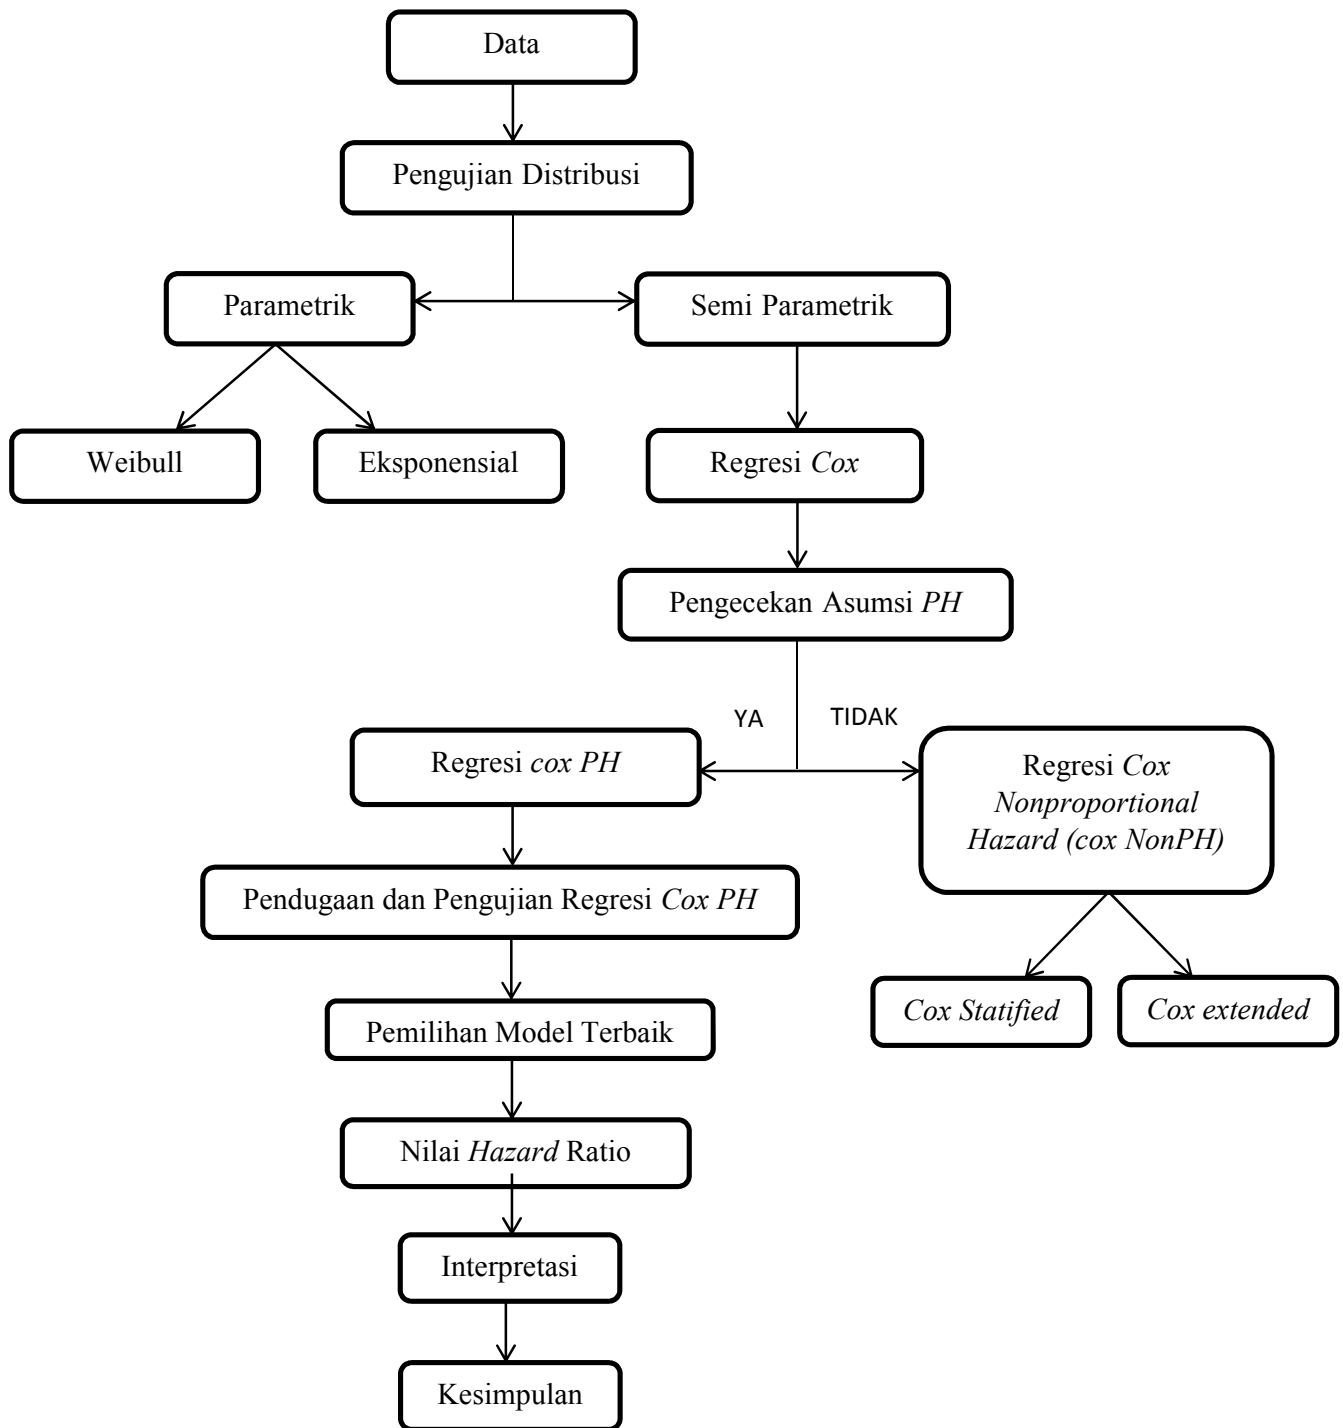 Data
Pengujian Distribusi
Parametrik
Semi Parametrik
Weibull
Eksponensial
Regresi Cox
Pengecekan Asumsi PH
YA
TIDAK
Regresi cox PH
Regresi Cox
Nonproportional
Hazard (cox NonPH)
Pendugaan dan Pengujian Regresi Cox PH
Cox Statified
Cox extended
Pemilihan Model Terbaik
Nilai Hazard Ratio
Interpretasi
Kesimpulan